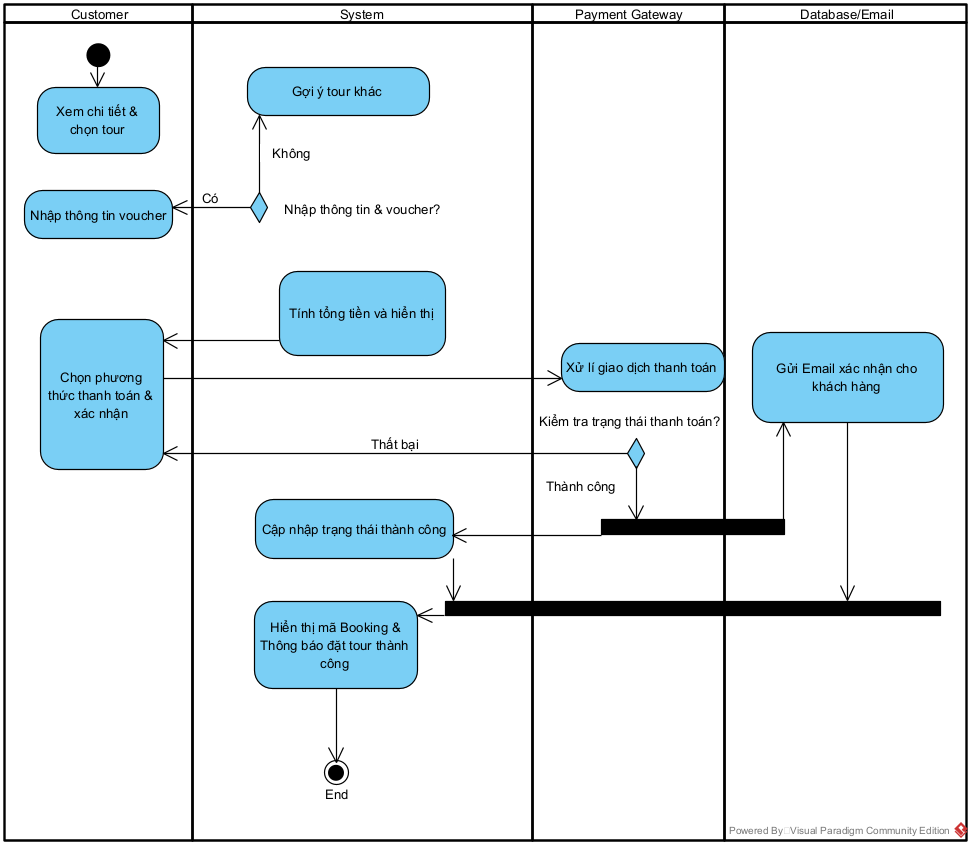 Customer
System
Payment Gateway
Database/Email
Xem chi tiết &
chọn tour
Gợi ý tour khác
Không
Có
Nhập thông tin & voucher?
Nhập thông tin voucher
Tính tổng tiền và hiển thị
Chọn phương
thức thanh toán &
xác nhận
Xử lí giao dịch thanh toán
Gửi Email xác nhận cho
khách hàng
Kiểm tra trạng thái thanh toán?
Thất bại
Thành công
Cập nhập trạng thái thành công
Hiển thị mã Booking &
Thông báo đặt tour thành
công
End
Powered By Visual Paradigm Community Edition